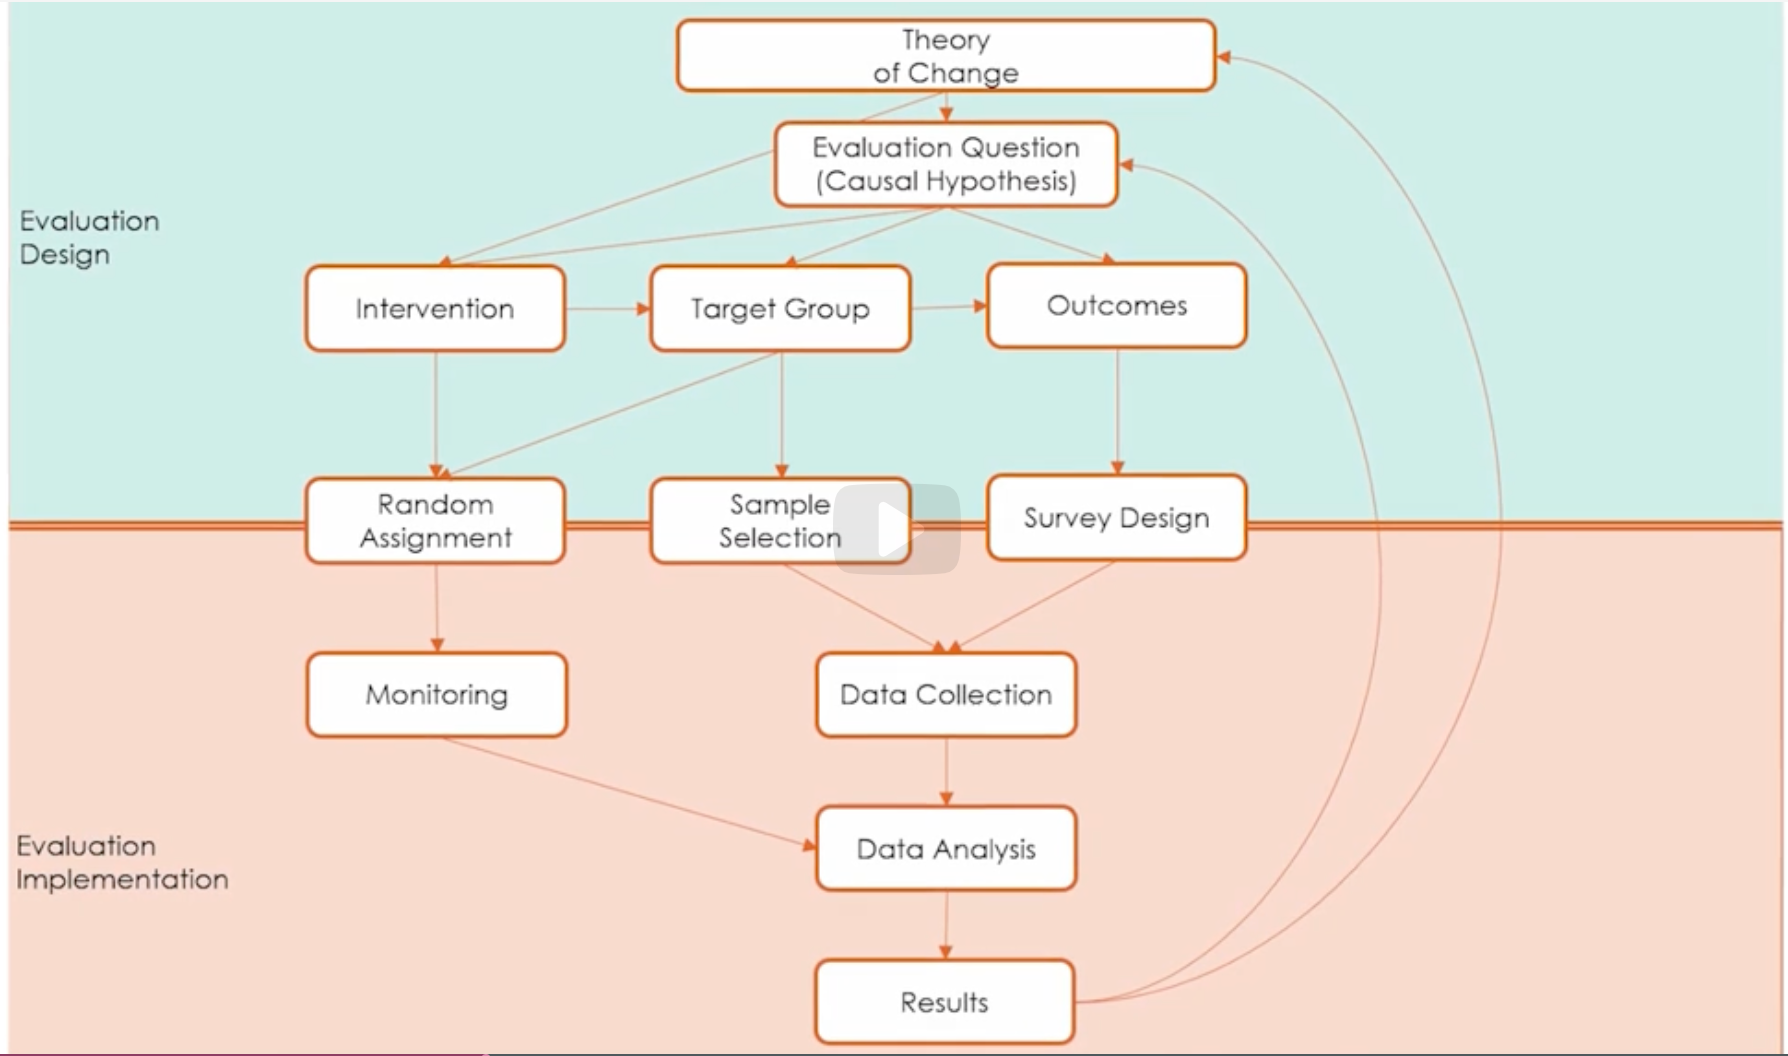 Theory
of Change
Evaluation Question
(Causal Hypothesis)
Evaluation
Design
Intervention
Target Group
Outcomes
Random
Assignment
Sample
Selection
Survey Design
Monitoring
Data Collection
Evaluation
Implementation
Data Analysis
Results